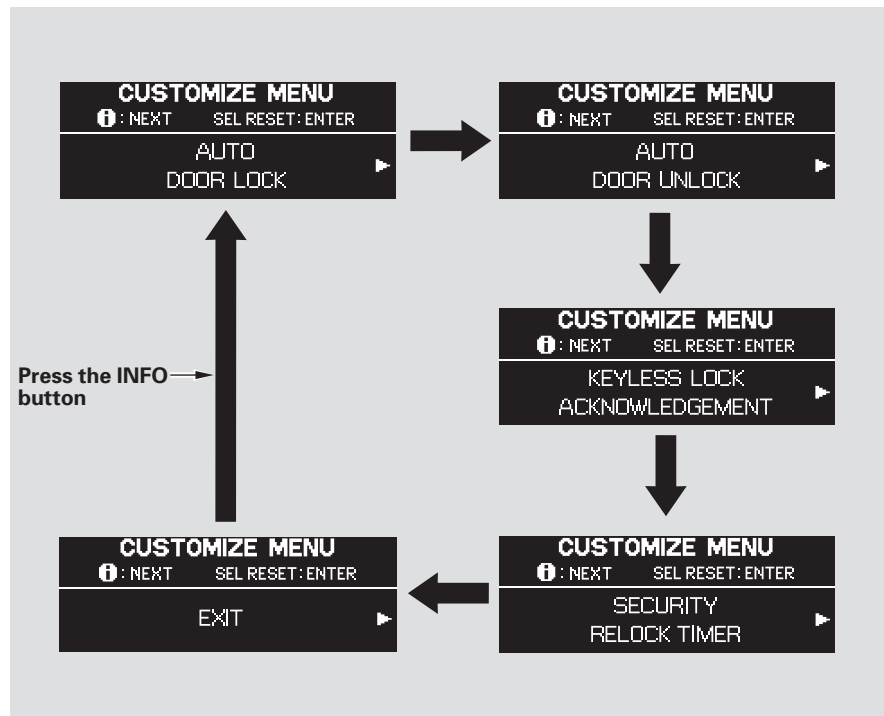 CUSTOMIZE MENU
i : NEXT SEL RESET: ENTER
AUTO
DOOR LOCK
CUSTOMIZE MENU
i : NEXT SEL RESET: ENTER
AUTO
DOOR UNLOCK
CUSTOMIZE MENU
i : NEXT SEL RESET: ENTER
KEYLESS LOCK
ACKNOWLEDGEMENT
Press the INFO
button
CUSTOMIZE MENU
i : NEXT SEL RESET: ENTER
EXIT
CUSTOMIZE MENU
i : NEXT SEL RESET: ENTER
SECURITY
RELOCK TIMER